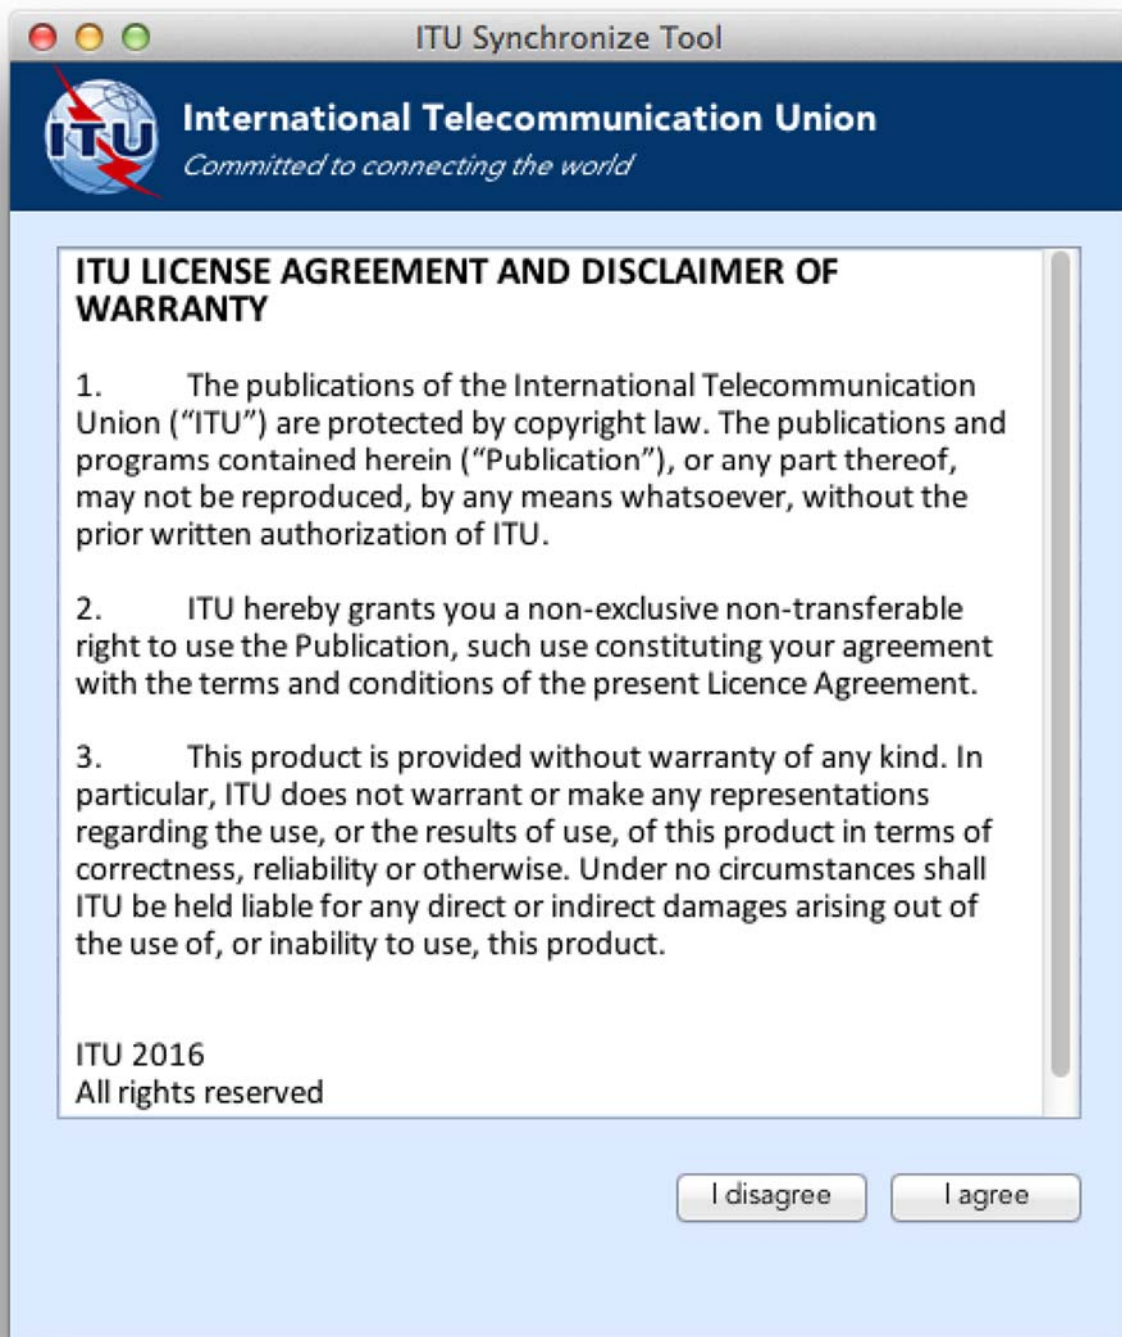 ITU Synchronize Tool
ITU
International Telecommunication Union
Committed to connecting the world
ITU LICENSE AGREEMENT AND DISCLAIMER OF
WARRANTY
1. The publications of the International Telecommunication
Union (“ITU”) are protected by copyright law. The publications and
programs contained herein (“Publication”), or any part thereof,
may not be reproduced, by any means whatsoever, without the
prior written authorization of ITU.
2. ITU hereby grants you a non-exclusive non-transferable
right to use the Publication, such use constituting your agreement
with the terms and conditions of the present Licence Agreement.
3. This product is provided without warranty of any kind. In
particular, ITU does not warrant or make any representations
regarding the use, or the results of use, of this product in terms of
correctness, reliability or otherwise. Under no circumstances shall
ITU be held liable for any direct or indirect damages arising out of
the use of, or inability to use, this product.
ITU 2016
All rights reserved
I disagree I agree